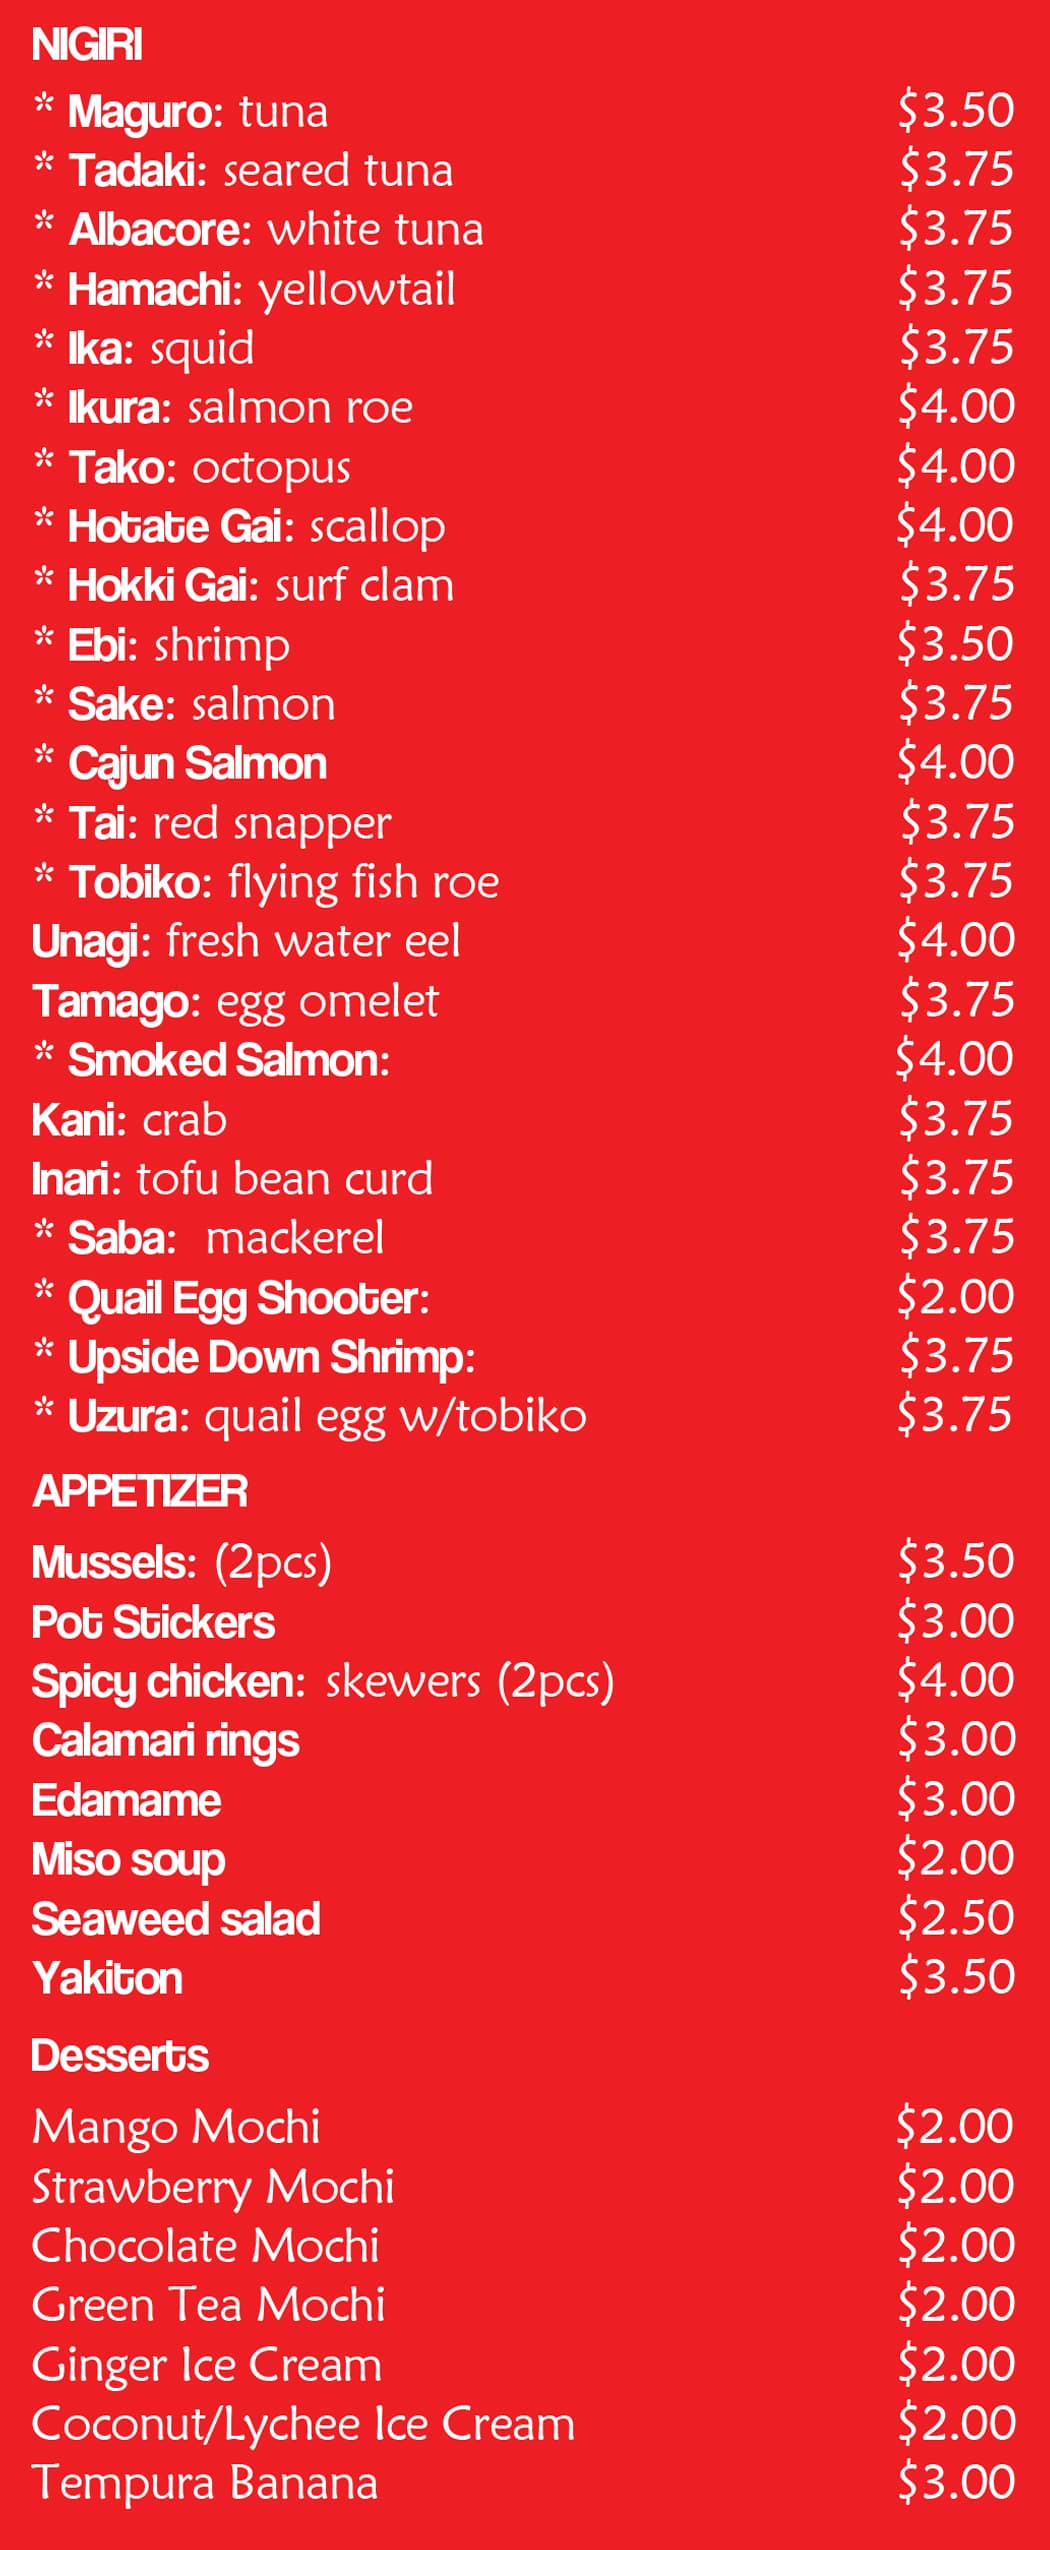 NIGIRI
* Maguro: tuna $3.50
* Tadaki: seared tuna $3.75
* Albacore: white tuna $3.75
* Hamachi: yellowtail $3.75
* Ika: squid $3.75
* Ikura: salmon roe $4.00
* Tako: octopus $4.00
* Hotate Gai: scallop $4.00
* Hokki Gai: surf clam $3.75
* Ebi: shrimp $3.50
* Sake: salmon $3.75
* Cajun Salmon $4.00
* Tai: red snapper $3.75
* Tobiko: flying fish roe $3.75
Unagi: fresh water eel $4.00
Tamago: egg omelet $3.75
* Smoked Salmon: $4.00
Kani: crab $3.75
Inari: tofu bean curd $3.75
* Saba: mackerel $3.75
* Quail Egg Shooter: $2.00
* Upside Down Shrimp: $3.75
* Uzura: quail egg w/tobiko $3.75
APPETIZER
Mussels: (2pcs) $3.50
Pot Stickers $3.00
Spicy chicken: skewers (2pcs) $4.00
Calamari rings $3.00
Edamame $3.00
Miso soup $2.00
Seaweed salad $2.50
Yakiton $3.50
Desserts
Mango Mochi $2.00
Strawberry Mochi $2.00
Chocolate Mochi $2.00
Green Tea Mochi $2.00
Ginger Ice Cream $2.00
Coconut/Lychee Ice Cream $2.00
Tempura Banana $3.00